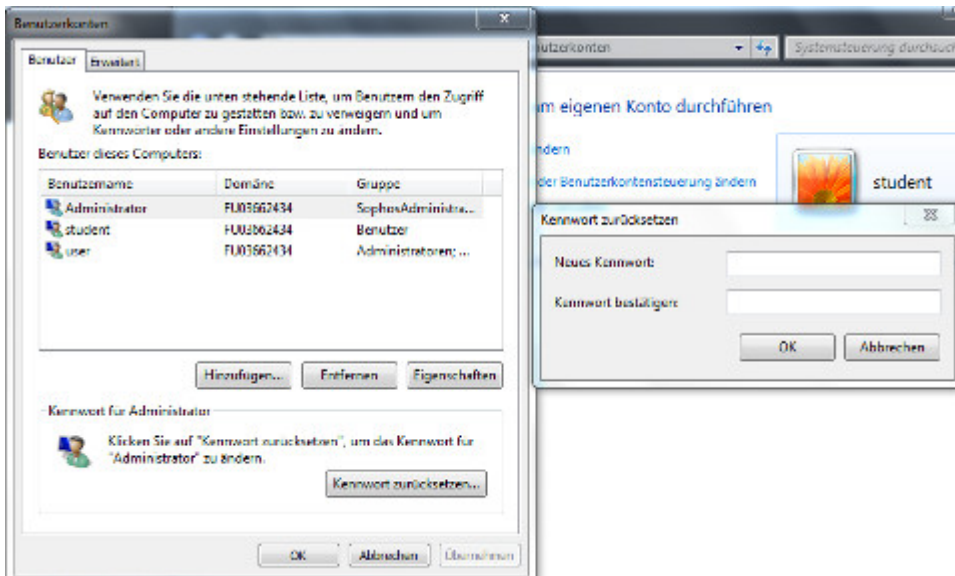 Benutzerkonten
Benutzer Erweitert
Verwenden Sie die unten stehende Liste, um Benutzern den Zugriff
auf den Computer zu gestatten bzw. zu verweigern und um
Kennwörter oder andere Einstellungen zu ändern.
Benutzer dieses Computers:
Benutzername Domäne Gruppe
Administrator FU03662434 SophosAdministra...
student FU03662434 Benutzer
user FU03662434 Administratoren; ...
Hinzufügen... Entfernen Eigenschaften
Kennwort für Administrator
Klicken Sie auf "Kennwort zurücksetzen", um das Kennwort für
"Administrator" zu ändern.
Kennwort zurücksetzen...
OK Abbrechen Übernehmen
utzerkonten
Systemsteuerung durchsuch
am eigenen Konto durchführen
ndern
der Benutzerkontensteuerung ändern
student
Kennwort zurücksetzen
Neues Kennwort:
Kennwort bestätigen:
OK Abbrechen